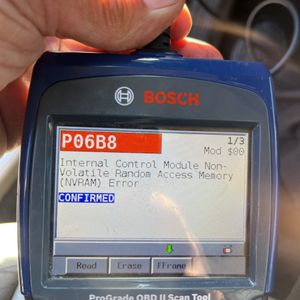 BOSCH
P06B8
1/3
Mod $00
Internal Control Module Non-
Volatile Random Access Memory
(NVRAM) Error
CONFIRMED
Read Erase FFrame
ProGrade OBD II Scan Tool